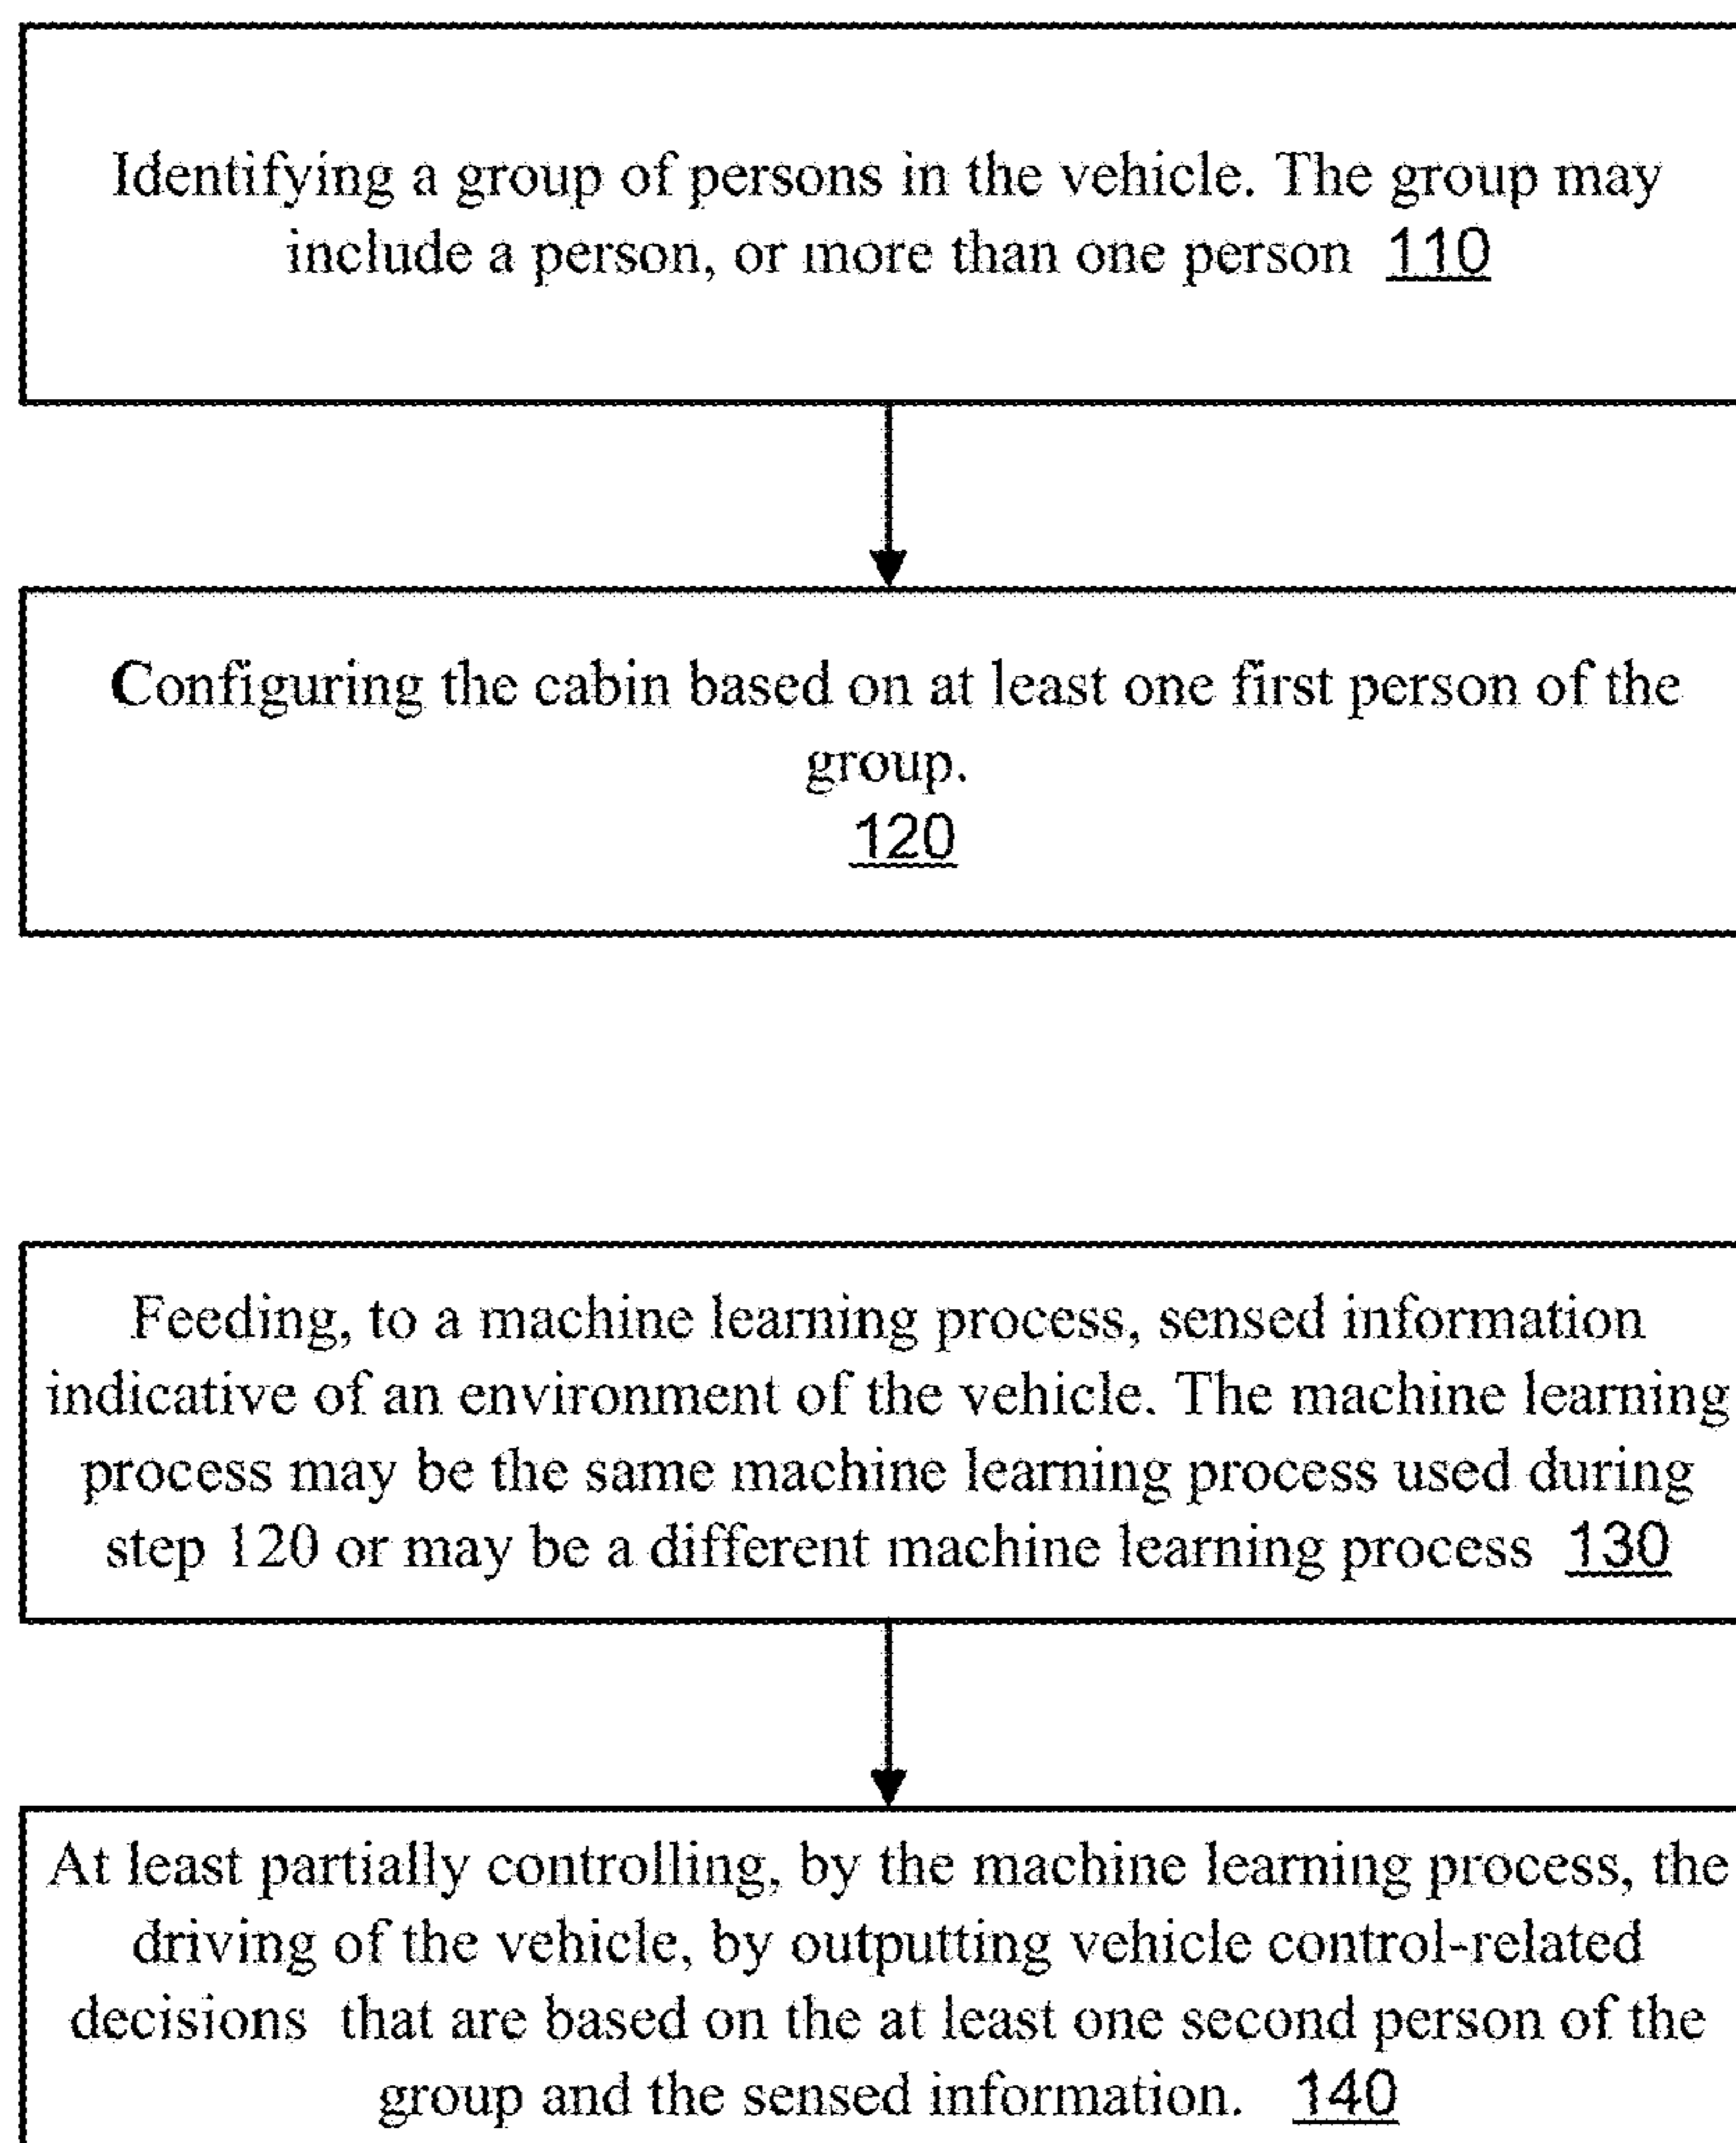 Identifying a group of persons in the vehicle. The group may
include a person, or more than one person 110
Configuring the cabin based on at least one first person of the
group.
120
Feeding, to a machine learning process, sensed information
indicative of an environment of the vehicle. The machine learning
process may be the same machine learning process used during
step 120 or may be a different machine learning process 130
At least partially controlling, by the machine learning process, the
driving of the vehicle, by outputting vehicle control-related
decisions that are based on the at least one second person of the
group and the sensed information. 140